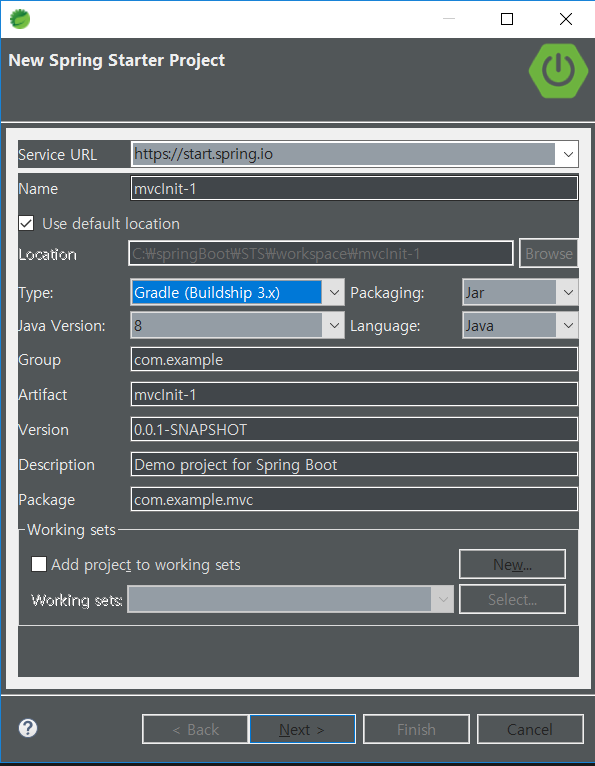 New Spring Starter Project
Service URL https://start.spring.io
Name mvcInit-1
Use default location
Location C:₩springBoot₩STS₩workspace₩mvcInit-1 Browse
Type: Gradle (Buildship 3.x) Packaging: Jar
Java Version: 8 Language: Java
Group com.example
Artifact mvcInit-1
Version 0.0.1-SNAPSHOT
Description Demo project for Spring Boot
Package com.example.mvc
Working sets
Add project to working sets New...
Working sets: Select...
? < Back Next > Finish Cancel